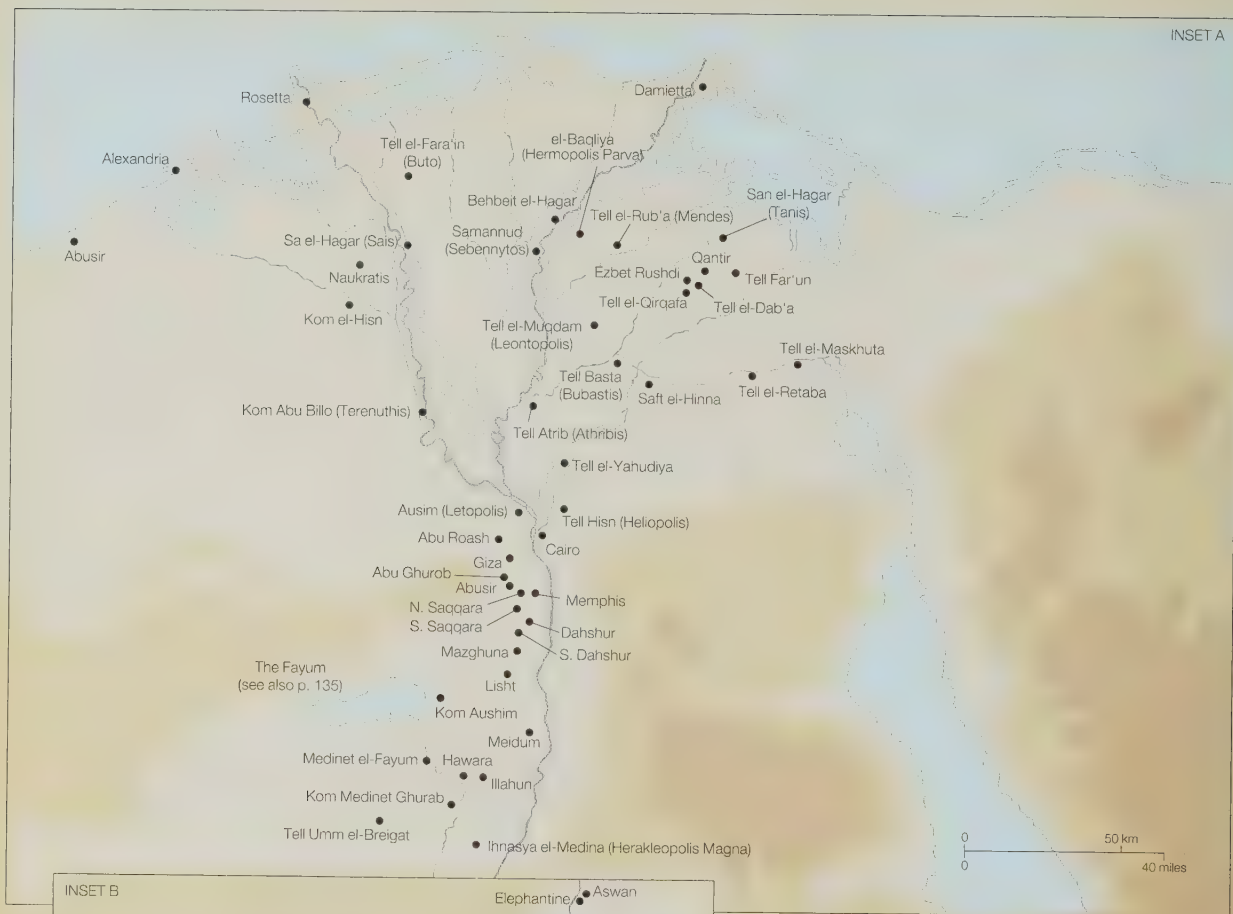 INSET A
Rosetta
Damietta
Alexandria
Tell el-Fara'in
(Buto)
el-Baqliya
(Hermopolis Parva)
Behbeit el-Hagar
San el-Hagar
(Tanis)
Tell el-Rub'a (Mendes)
Abusir
Sa el-Hagar (Sais)
Samannud
(Sebennytos)
Naukratis
Qantir
Ezbet Rushdi
Tell Far'un
Kom el-Hisn
Tell el-Qirqafa
Tell el-Dab'a
Tell el-Muqdam
(Leontopolis)
Tell el-Maskhuta
Tell Basta
(Bubastis)
Saft el-Hinna
Tell el-Retaba
Kom Abu Billo (Terenuthis)
Tell Atrib (Athribis)
Tell el-Yahudiya
Ausim (Letopolis)
Tell Hisn (Heliopolis)
Abu Roash
Cairo
Giza
Abu Ghurob
Abusir
N. Saqqara
Memphis
S. Saqqara
Dahshur
Mazghuna
S. Dahshur
The Fayum
(see also p. 135)
Lisht
Kom Aushim
Meidum
Medinet el-Fayum
Hawara
Illahun
Kom Medinet Ghurab
Tell Umm el-Breigat
Ihnasya el-Medina (Herakleopolis Magna)
0
50 km
0
40 miles
INSET B
Elephantine
Aswan